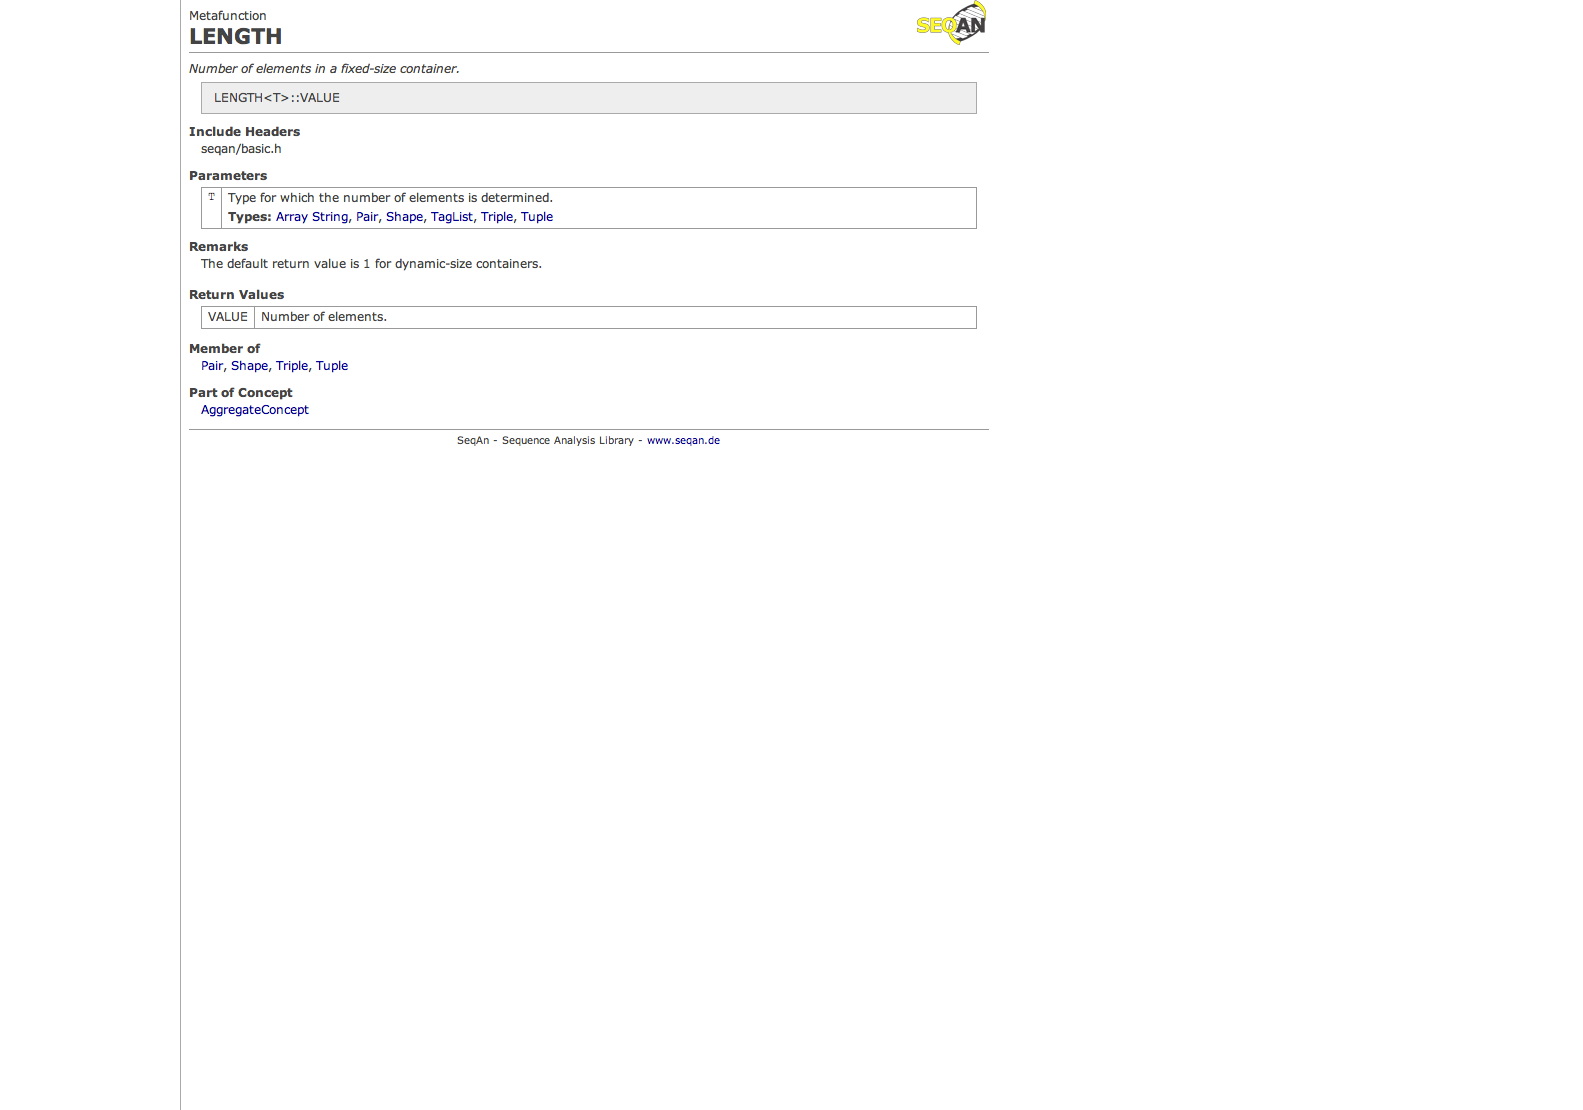 Metafunction
LENGTH
SEQAN
Number of elements in a fixed-size container.
LENGTH<T>::VALUE
Include Headers
seqan/basic.h
Parameters
T Type for which the number of elements is determined.
Types: Array String, Pair, Shape, TagList, Triple, Tuple
Remarks
The default return value is 1 for dynamic-size containers.
Return Values
VALUE Number of elements.
Member of
Pair, Shape, Triple, Tuple
Part of Concept
AggregateConcept
SeqAn - Sequence Analysis Library - www.seqan.de